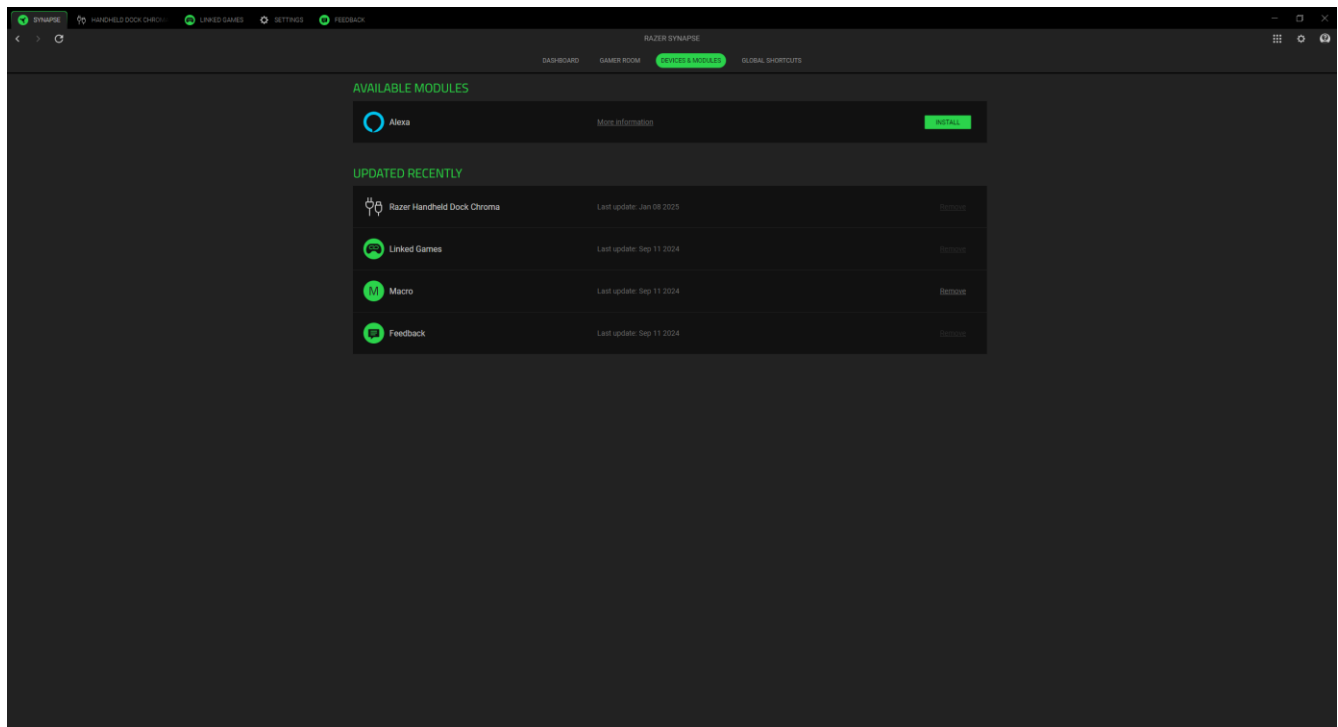 SYNAPSE HANDHELD DOCK CHROM LINKED GAMES SETTINGS FEEDBACK
RAZER SYNAPSE
DASHBOARD GAMER ROOM DEVICES & MODULES GLOBAL SHORTCUTS
AVAILABLE MODULES
Alexa More Information INSTALL
UPDATED RECENTLY
Razer Handheld Dock Chroma Last update: Jan 08 2025 Remove
Linked Games Last update: Sep 11 2024 Remove
M Macro Last update: Sep 11 2024 Remove
Feedback Last update: Sep 11 2024 Remove